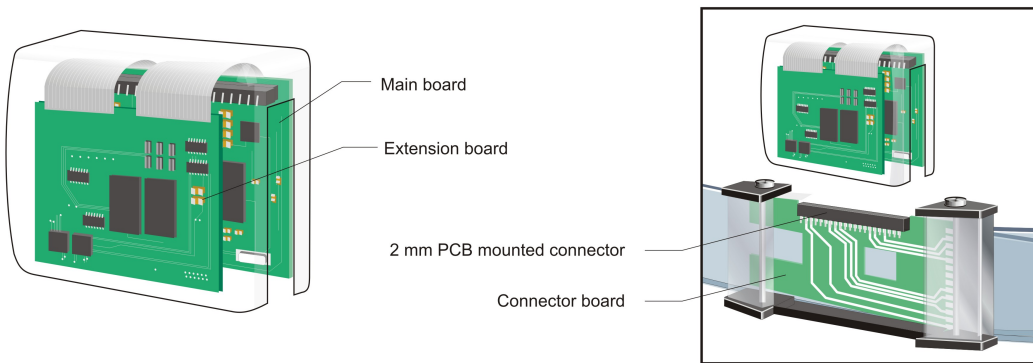 Main board
Extension board
2 mm PCB mounted connector
Connector board